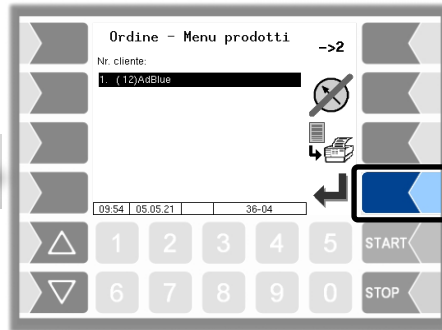 Ordine - Menu prodotti
->2
Nr. cliente:
1. ( 12)AdBlue
09:54 05.05.21 36-04
1 2 3 4 5 START
6 7 8 9 0 STOP